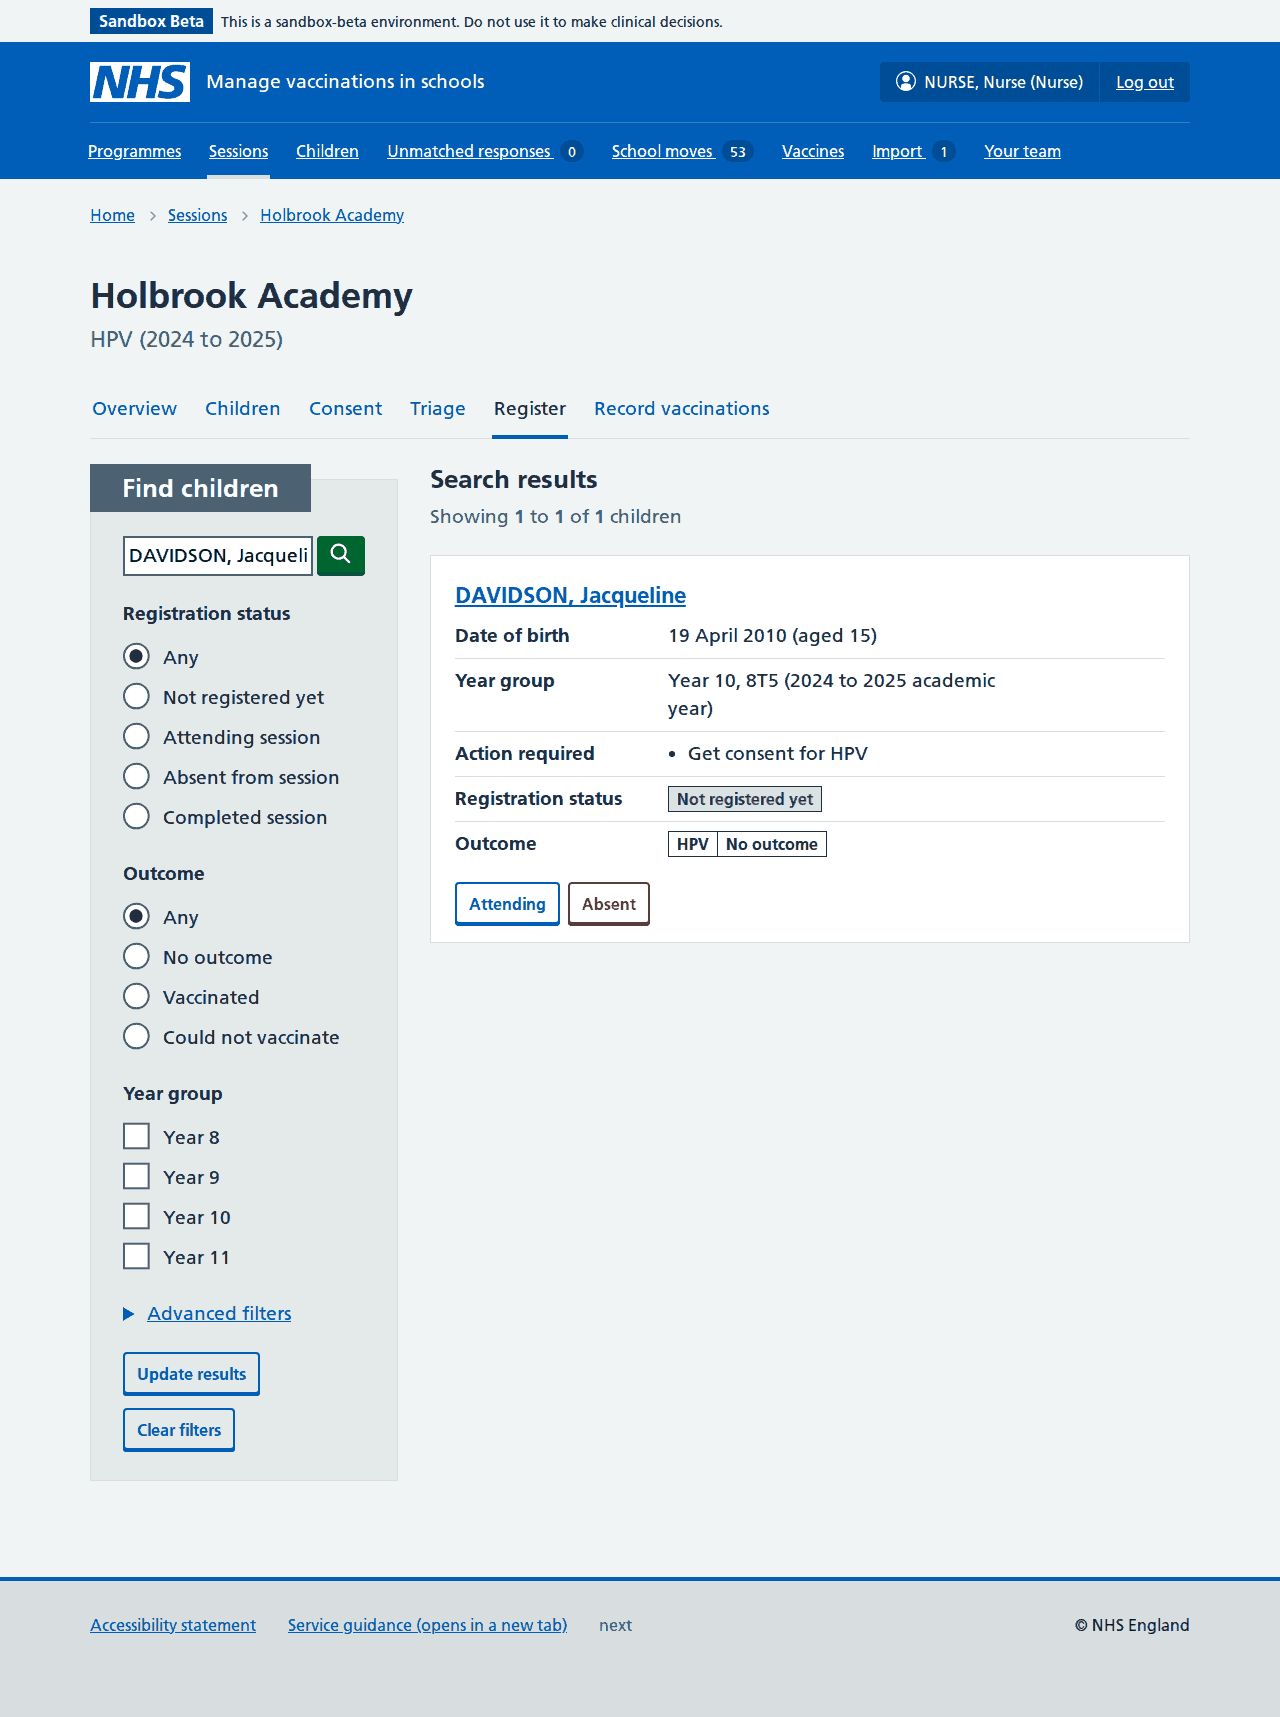 Sandbox Beta This is a sandbox-beta environment. Do not use it to make clinical decisions.
NHS Manage vaccinations in schools NURSE, Nurse (Nurse) Log out
Programmes Sessions Children Unmatched responses 0 School moves 53 Vaccines Import 1 Your team
Home Sessions Holbrook Academy
Holbrook Academy
HPV (2024 to 2025)
Overview Children Consent Triage Register Record vaccinations
Find children
DAVIDSON, Jacqueli
Registration status
Any
Not registered yet
Attending session
Absent from session
Completed session
Outcome
Any
No outcome
Vaccinated
Could not vaccinate
Year group
Year 8
Year 9
Year 10
Year 11
Advanced filters
Update results
Clear filters
Search results
Showing 1 to 1 of 1 children
DAVIDSON, Jacqueline
Date of birth 19 April 2010 (aged 15)
Year group Year 10, 8T5 (2024 to 2025 academic
year)
Action required • Get consent for HPV
Registration status Not registered yet
Outcome HPV No outcome
Attending Absent
Accessibility statement Service guidance (opens in a new tab) next © NHS England